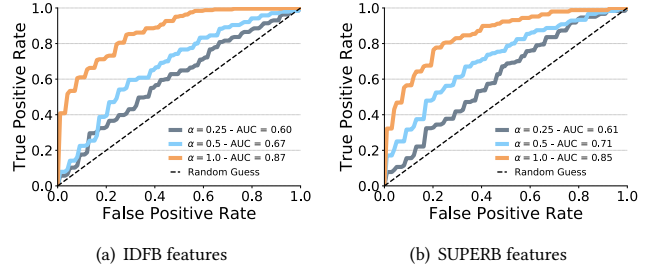 1.0
0.8
0.6
0.4
0.2
0.0
True Positive Rate
α = 0.25 - AUC = 0.60
α = 0.5 - AUC = 0.67
α = 1.0 - AUC = 0.87
Random Guess
0.0 0.2 0.4 0.6 0.8 1.0
False Positive Rate
(a) IDFB features
1.0
0.8
0.6
0.4
0.2
0.0
True Positive Rate
α = 0.25 - AUC = 0.61
α = 0.5 - AUC = 0.71
α = 1.0 - AUC = 0.85
Random Guess
0.0 0.2 0.4 0.6 0.8 1.0
False Positive Rate
(b) SUPERB features